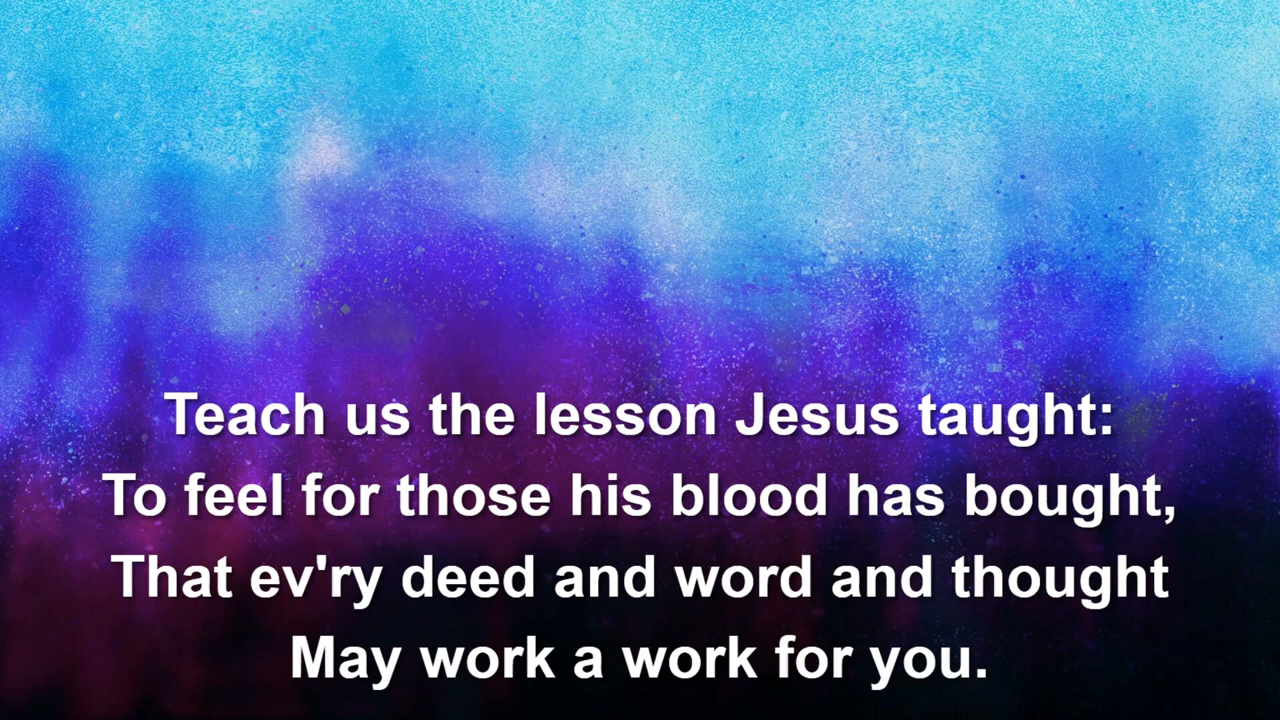 Teach us the lesson Jesus taught:
To feel for those his blood has bought,
That ev'ry deed and word and thought
May work a work for you.